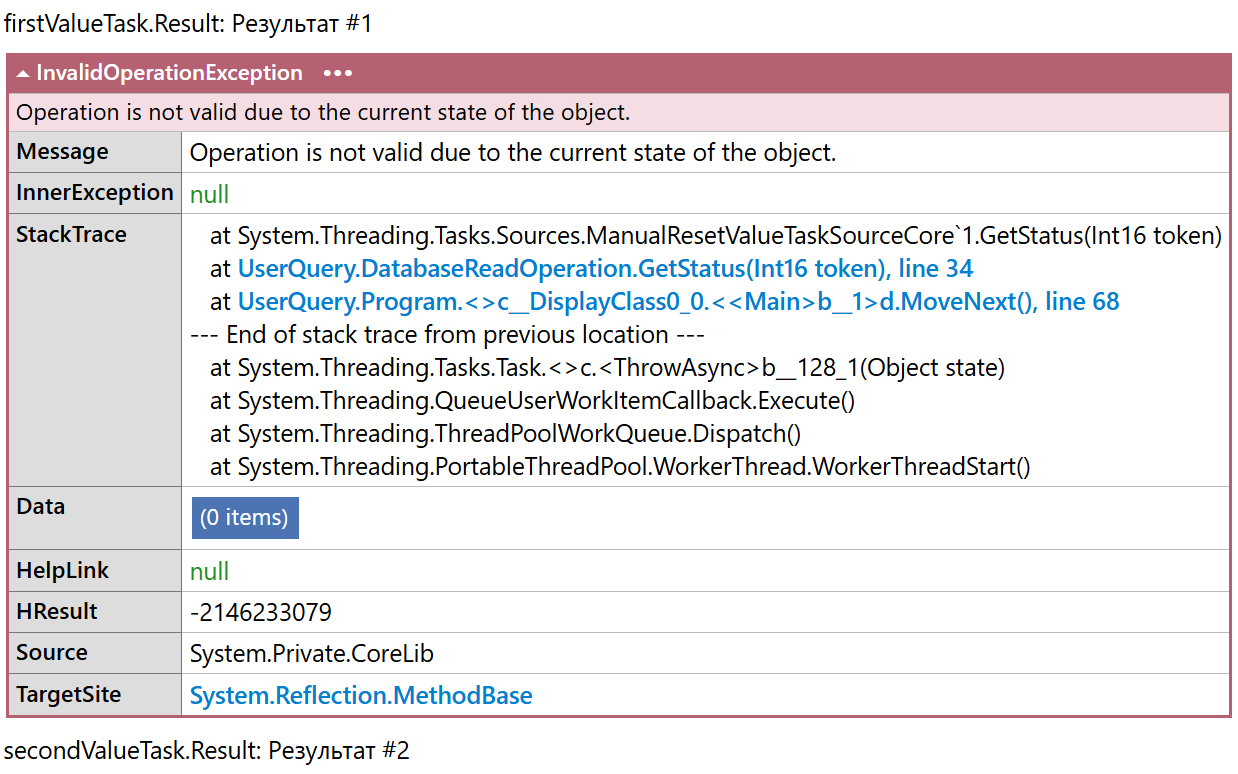 firstValueTask.Result: Результат #1
InvalidOperationException •••
Operation is not valid due to the current state of the object.
Message Operation is not valid due to the current state of the object.
InnerException null
StackTrace at System.Threading.Tasks.Sources.ManualResetValueTaskSourceCore`1.GetStatus(Int16 token)
at UserQuery.DatabaseReadOperation.GetStatus(Int16 token), line 34
at UserQuery.Program.<>c__DisplayClass0_0.<<Main>b__1>d.MoveNext(), line 68
--- End of stack trace from previous location ---
at System.Threading.Tasks.Task.<>c.<ThrowAsync>b__128_1(Object state)
at System.Threading.QueueUserWorkItemCallback.Execute()
at System.Threading.ThreadPoolWorkQueue.Dispatch()
at System.Threading.PortableThreadPool.WorkerThread.WorkerThreadStart()
Data (0 items)
HelpLink null
HResult -2146233079
Source System.Private.CoreLib
TargetSite System.Reflection.MethodBase
secondValueTask.Result: Результат #2